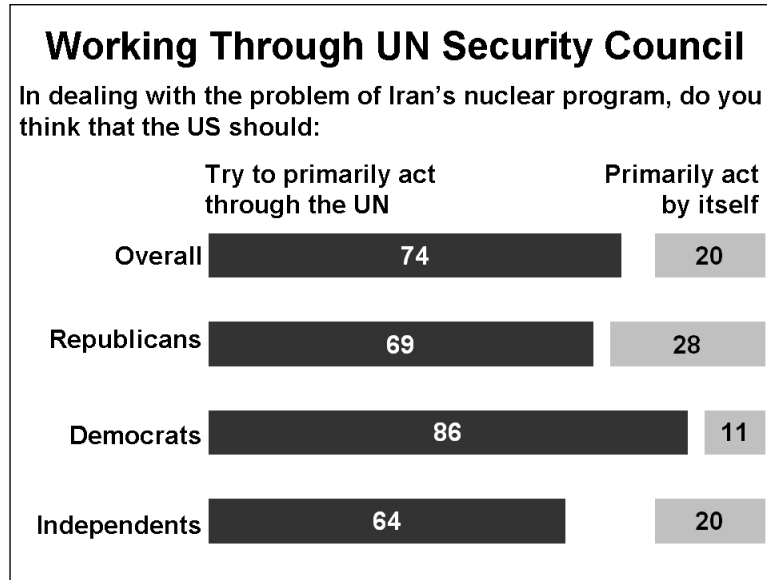 Working Through UN Security Council
In dealing with the problem of Iran's nuclear program, do you
think that the US should:
Try to primarily act
through the UN
Primarily act
by itself
Overall 74 20
Republicans 69 28
Democrats 86 11
Independents 64 20